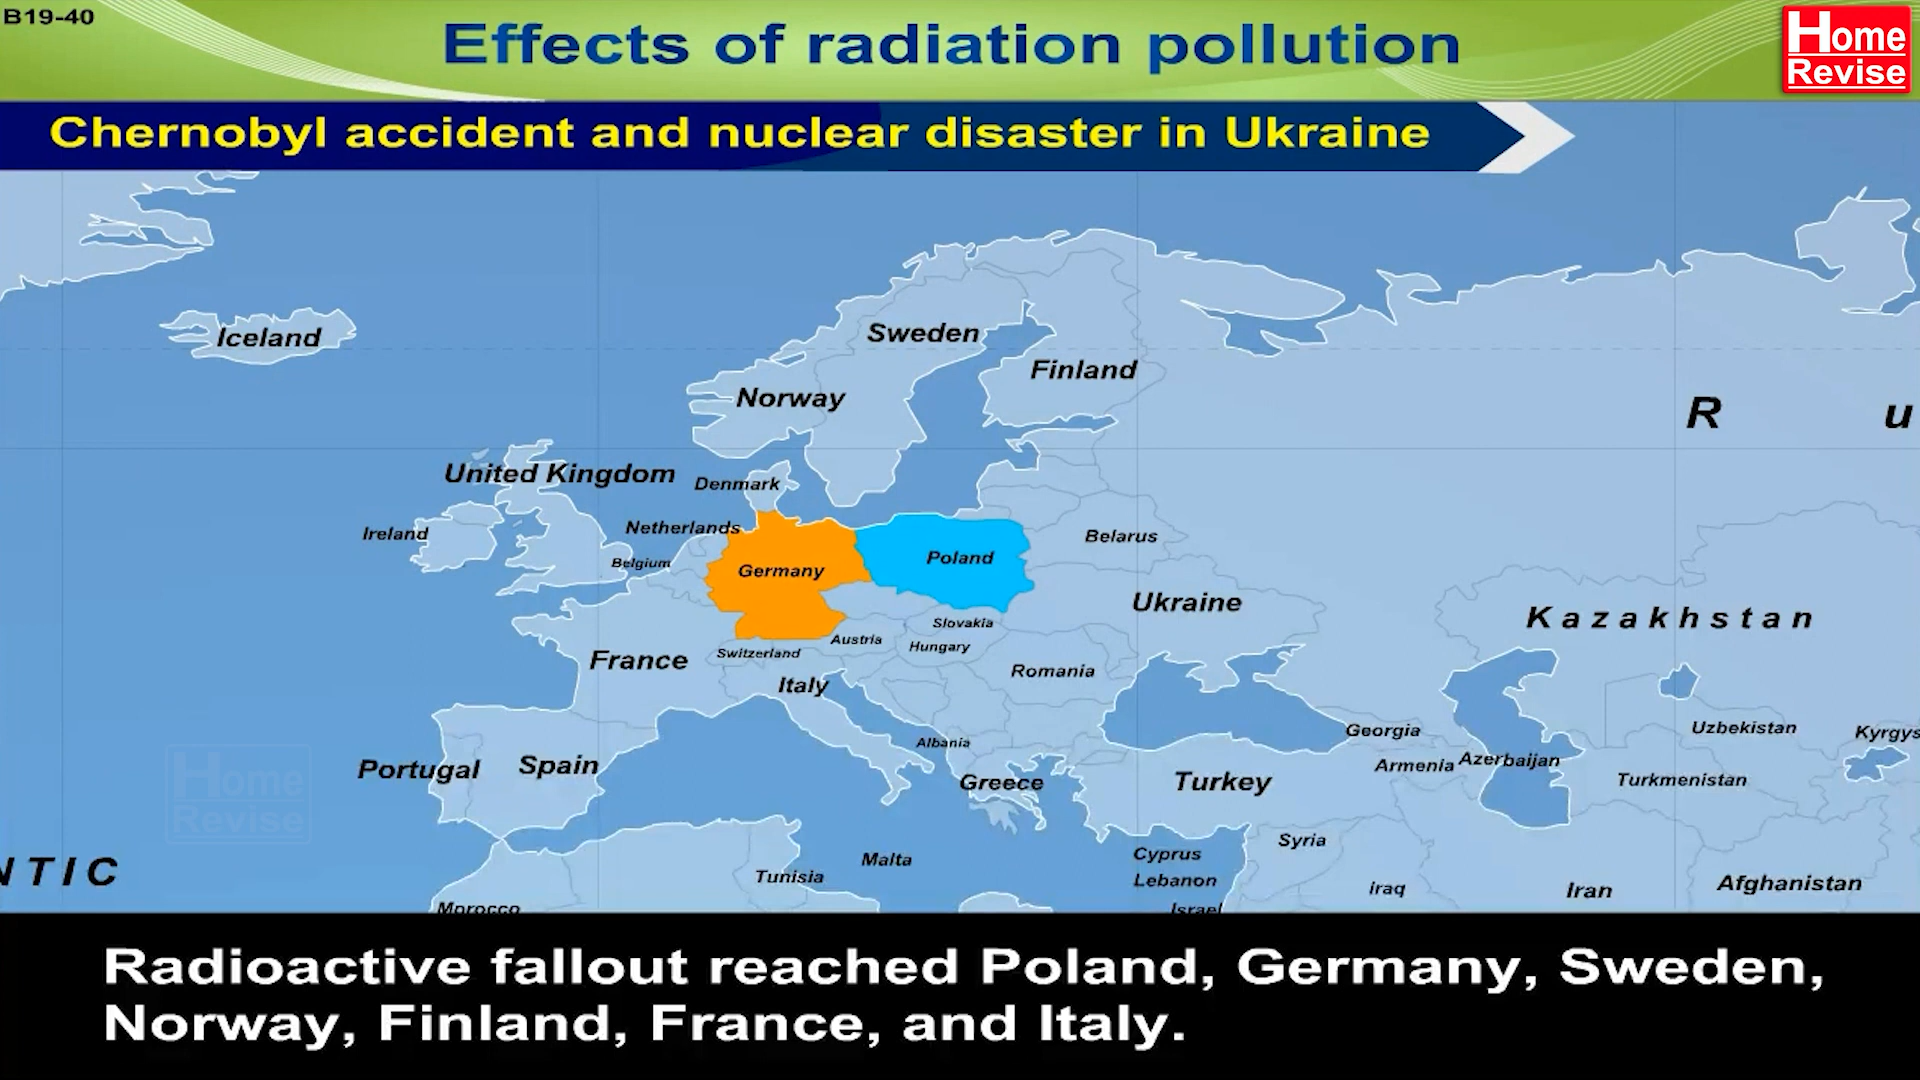 B19-40
Effects of radiation pollution
Home
Revise
Chernobyl accident and nuclear disaster in Ukraine
Iceland
Sweden
Finland
Norway
R u
United Kingdom
Denmark
Netherlands
Ireland
Belgium
Germany
Poland
Belarus
Ukraine
Kazakhstan
Slovakia
Austria
Hungary
Switzerland
France
Italy
Romania
Georgia
Uzbekistan
Kyrgys
Albania
Armenia
Azerbaijan
Portugal
Spain
Greece
Turkey
Turkmenistan
Home
Revise
Syria
Malta
Cyprus
Lebanon
NTIC
Tunisia
iraq
Iran
Afghanistan
Morocco
Israel
Radioactive fallout reached Poland, Germany, Sweden,
Norway, Finland, France, and Italy.